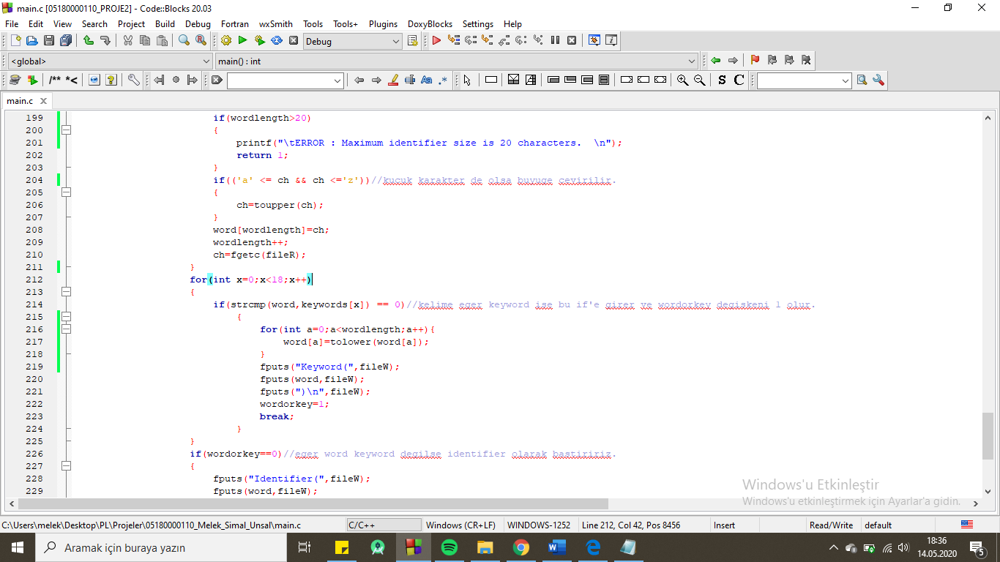 main.c [05180000110_PROJE2] - Code::Blocks 20.03
File Edit View Search Project Build Debug Fortran wxSmith Tools Tools+ Plugins DoxyBlocks Settings Help
Debug
<global> main() : int
/** *< Aa .* S C
main.c
199 if(wordlength>20)
200 {
201 printf("\tERROR : Maximum identifier size is 20 characters.  \n");
202 return 1;
203 }
204 if(('a' <= ch && ch <='z'))//kucuk karakter de olsa buyuge cevirilir.
205 {
206 ch=toupper(ch);
207 }
208 word[wordlength]=ch;
209 wordlength++;
210 ch=fgetc(fileR);
211 }
212 for(int x=0;x<18;x++)
213 {
214 if(strcmp(word,keywords[x]) == 0)//kelime eger keyword ise bu if'e girer ve wordorkey degiskeni 1 olur.
215 {
216 for(int a=0;a<wordlength;a++){
217 word[a]=tolower(word[a]);
218 }
219 fputs("Keyword(",fileW);
220 fputs(word,fileW);
221 fputs(")\n",fileW);
222 wordorkey=1;
223 break;
224 }
225 }
226 if(wordorkey==0)//eger word keyword degilse identifier olarak bastiririz.
227 {
228 fputs("Identifier(",fileW);
229 fputs(word,fileW);
Windows'u Etkinleştir
Windows'u etkinleştirmek için Ayarlar'a gidin.
C:\Users\melek\Desktop\PL\Projeler\05180000110_Melek_Simal_Unsal\main.c C/C++ Windows (CR+LF) WINDOWS-1252 Line 212, Col 42, Pos 8456 Insert Read/Write default
Aramak için buraya yazın
18:36
14.05.2020
5